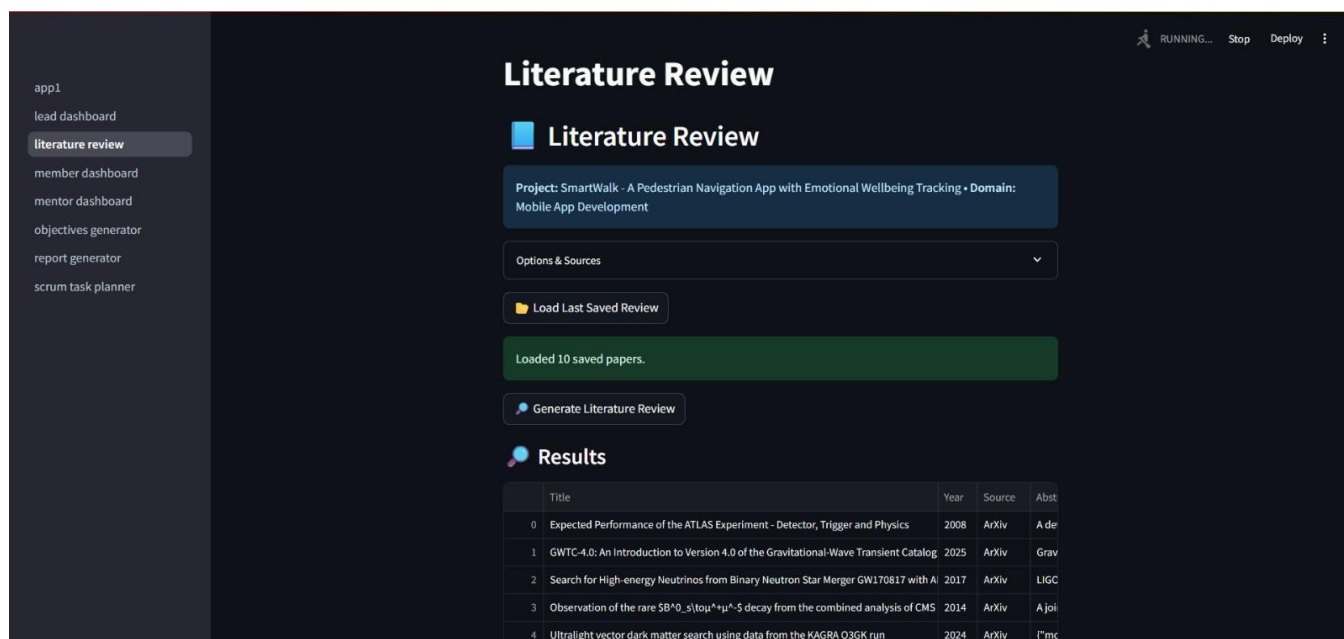 RUNNING... Stop Deploy
app1
lead dashboard
literature review
member dashboard
mentor dashboard
objectives generator
report generator
scrum task planner
Literature Review
Literature Review
Project: SmartWalk - A Pedestrian Navigation App with Emotional Wellbeing Tracking • Domain:
Mobile App Development
Options & Sources
Load Last Saved Review
Loaded 10 saved papers.
Generate Literature Review
Results
Title Year Source Abst
0 Expected Performance of the ATLAS Experiment - Detector, Trigger and Physics 2008 ArXiv A de
1 GWTC-4.0: An Introduction to Version 4.0 of the Gravitational-Wave Transient Catalog 2025 ArXiv Grav
2 Search for High-energy Neutrinos from Binary Neutron Star Merger GW170817 with 2017 ArXiv LIGO
3 Observation of the rare $B^0_s\toµ^+µ^-$ decay from the combined analysis of CMS 2014 ArXiv A joi
4 Ultralight vector dark matter search using data from the KAGRA O3GK run 2024 ArXiv {"mo